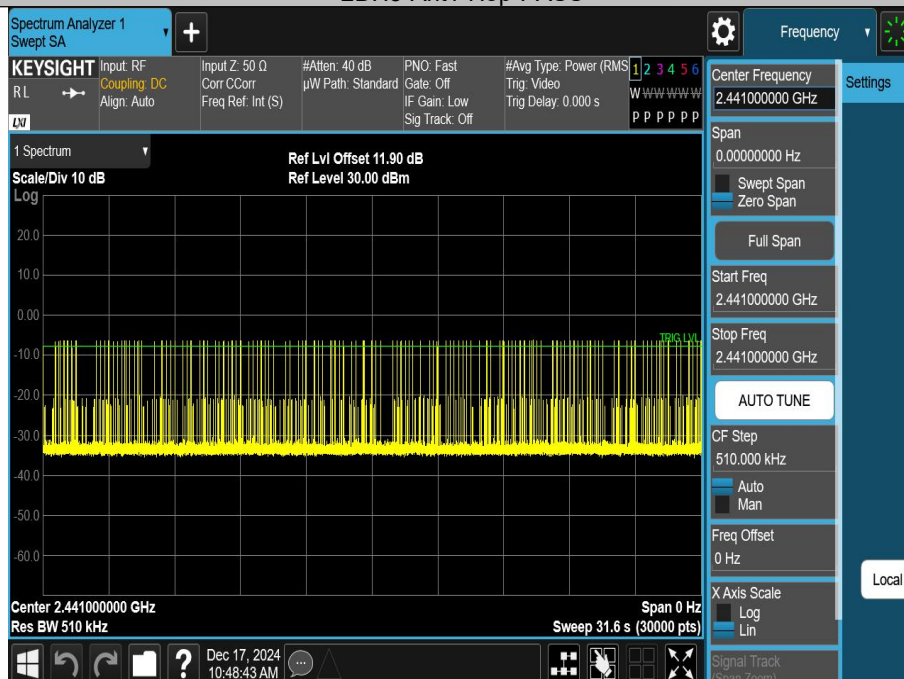 Spectrum Analyzer 1
Swept SA
Frequency
KEYSIGHT
R L
LXI
Input: RF
Coupling: DC
Align: Auto
Input Z: 50 Ω
Corr CCorr
Freq Ref: Int (S)
#Atten: 40 dB
µW Path: Standard
PNO: Fast
Gate: Off
IF Gain: Low
Sig Track: Off
#Avg Type: Power (RMS
Trig: Video
Trig Delay: 0.000 s
1 2 3 4 5 6
W W W W W W
P P P P P P
Center Frequency
2.441000000 GHz
Settings
Span
0.00000000 Hz
Swept Span
Zero Span
Full Span
Start Freq
2.441000000 GHz
Stop Freq
2.441000000 GHz
AUTO TUNE
CF Step
510.000 kHz
Auto
Man
Freq Offset
0 Hz
X Axis Scale
Log
Lin
Signal Track
(Span Zoom)
Local
1 Spectrum
Scale/Div 10 dB
Ref Lvl Offset 11.90 dB
Ref Level 30.00 dBm
Log
20.0
10.0
0.00
TRIG LVL
-10.0
-20.0
-30.0
-40.0
-50.0
-60.0
Center 2.441000000 GHz
Span 0 Hz
Res BW 510 kHz
Sweep 31.6 s (30000 pts)
?
Dec 17, 2024
10:48:43 AM